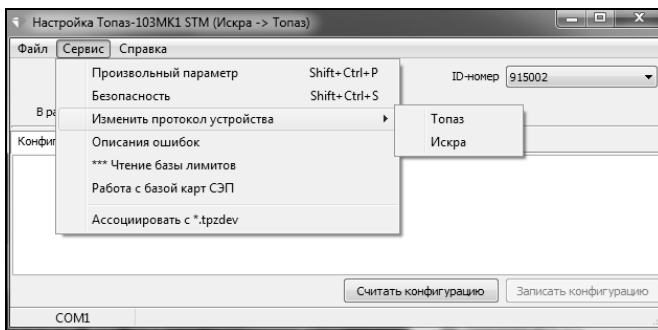 Настройка Топаз-103МК1 STM (Искра -> Топаз)
Файл Сервис Справка
Произвольный параметр Shift+Ctrl+P
ID-номер 915002
Безопасность Shift+Ctrl+S
В ра
Изменить протокол устройства
Топаз
Конфиг
Описания ошибок
Искра
*** Чтение базы лимитов
Работа с базой карт СЭП
Ассоциировать с *.tpzdev
Считать конфигурацию Записать конфигурацию
COM1